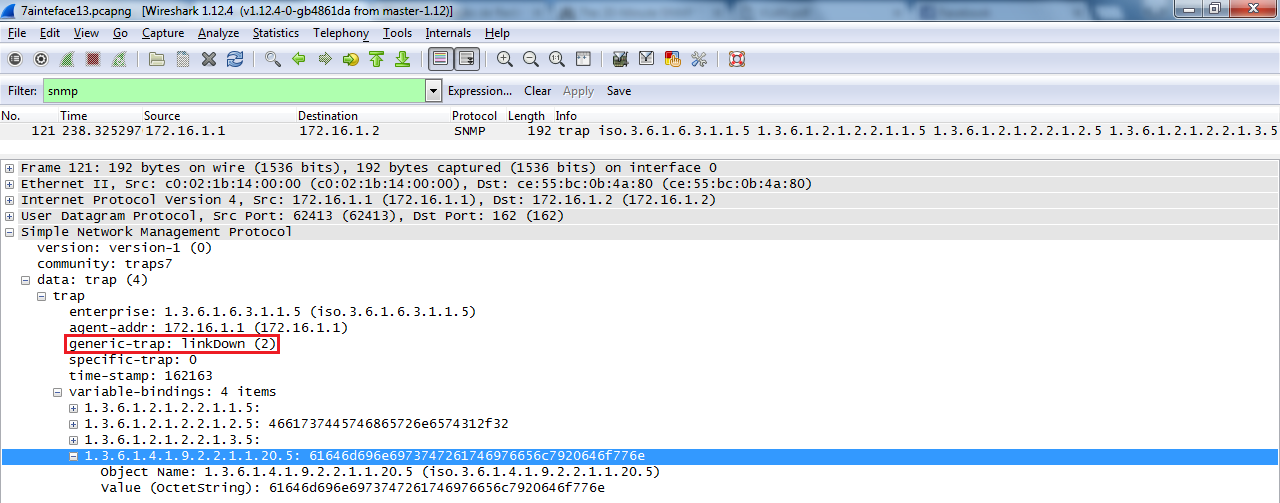 7ainteface13.pcapng [Wireshark 1.12.4 (v1.12.4-0-gb4861da from master-1.12)]
File Edit View Go Capture Analyze Statistics Telephony Tools Internals Help
Filter: snmp Expression... Clear Apply Save
No. Time Source Destination Protocol Length Info
121 238.325297 172.16.1.1 172.16.1.2 SNMP 192 trap iso.3.6.1.6.3.1.1.5 1.3.6.1.2.1.2.2.1.1.5 1.3.6.1.2.1.2.2.1.2.5 1.3.6.1.2.1.2.2.1.3.5
Frame 121: 192 bytes on wire (1536 bits), 192 bytes captured (1536 bits) on interface 0
Ethernet II, Src: c0:02:1b:14:00:00 (c0:02:1b:14:00:00), Dst: ce:55:bc:0b:4a:80 (ce:55:bc:0b:4a:80)
Internet Protocol Version 4, Src: 172.16.1.1 (172.16.1.1), Dst: 172.16.1.2 (172.16.1.2)
User Datagram Protocol, Src Port: 62413 (62413), Dst Port: 162 (162)
Simple Network Management Protocol
version: version-1 (0)
community: traps7
data: trap (4)
trap
enterprise: 1.3.6.1.6.3.1.1.5 (iso.3.6.1.6.3.1.1.5)
agent-addr: 172.16.1.1 (172.16.1.1)
generic-trap: linkDown (2)
specific-trap: 0
time-stamp: 162163
variable-bindings: 4 items
1.3.6.1.2.1.2.2.1.1.5:
1.3.6.1.2.1.2.2.1.2.5: 4661737445746865726e6574312f32
1.3.6.1.2.1.2.2.1.3.5:
1.3.6.1.4.1.9.2.2.1.1.20.5: 61646d696e6973747261746976656c7920646f776e
Object Name: 1.3.6.1.4.1.9.2.2.1.1.20.5 (iso.3.6.1.4.1.9.2.2.1.1.20.5)
Value (OctetString): 61646d696e6973747261746976656c7920646f776e